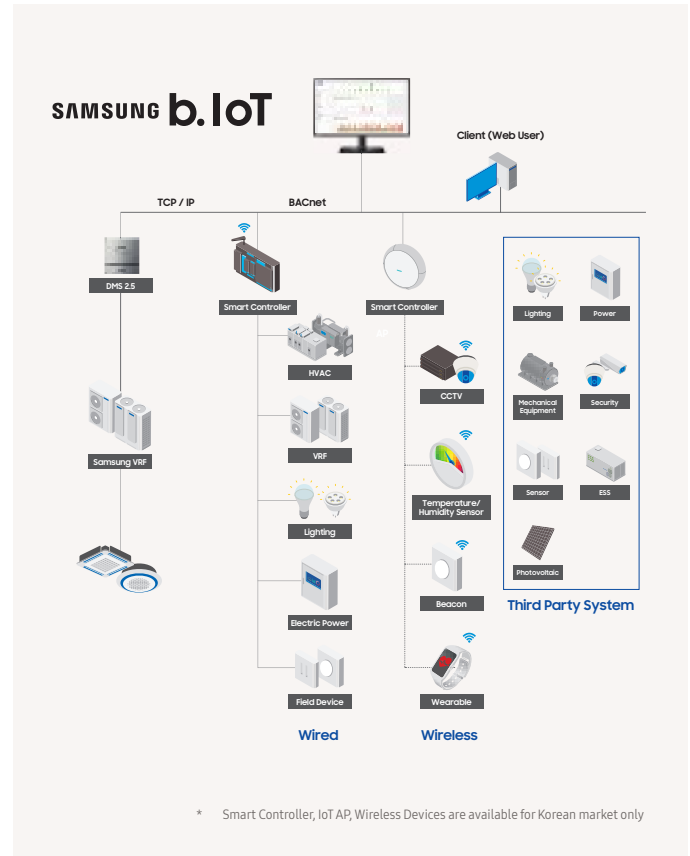 SAMSUNG b.IoT
Client (Web User)
TCP / IP
BACnet
DMS 2.5
Samsung VRF
Smart Controller
HVAC
VRF
Lighting
Electric Power
Field Device
Wired
Smart Controller
AP
CCTV
Temperature/
Humidity Sensor
Beacon
Wearable
Wireless
Lighting
Power
Mechanical
Equipment
Security
Sensor
ESS
Photovoltaic
Third Party System
* Smart Controller, IoT AP, Wireless Devices are available for Korean market only